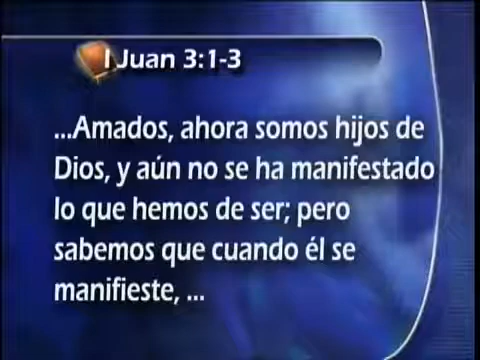 I Juan 3:1-3
...Amados, ahora somos hijos de
Dios, y aún no se ha manifestado
lo que hemos de ser; pero
sabemos que cuando él se
manifieste, ...